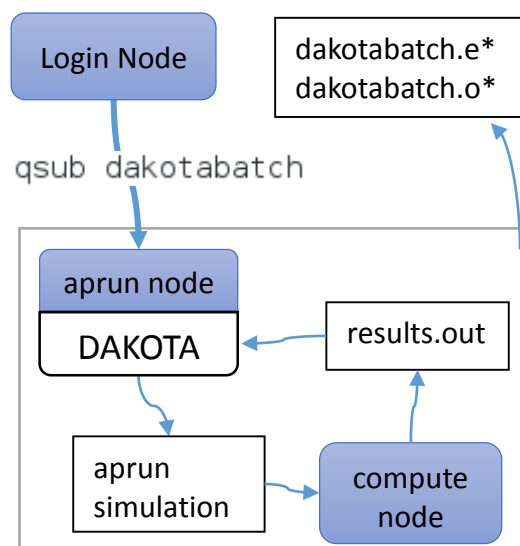 Login Node
dakotabatch.e*
dakotabatch.o*
qsub dakotabatch
aprun node
DAKOTA
results.out
aprun
simulation
compute
node